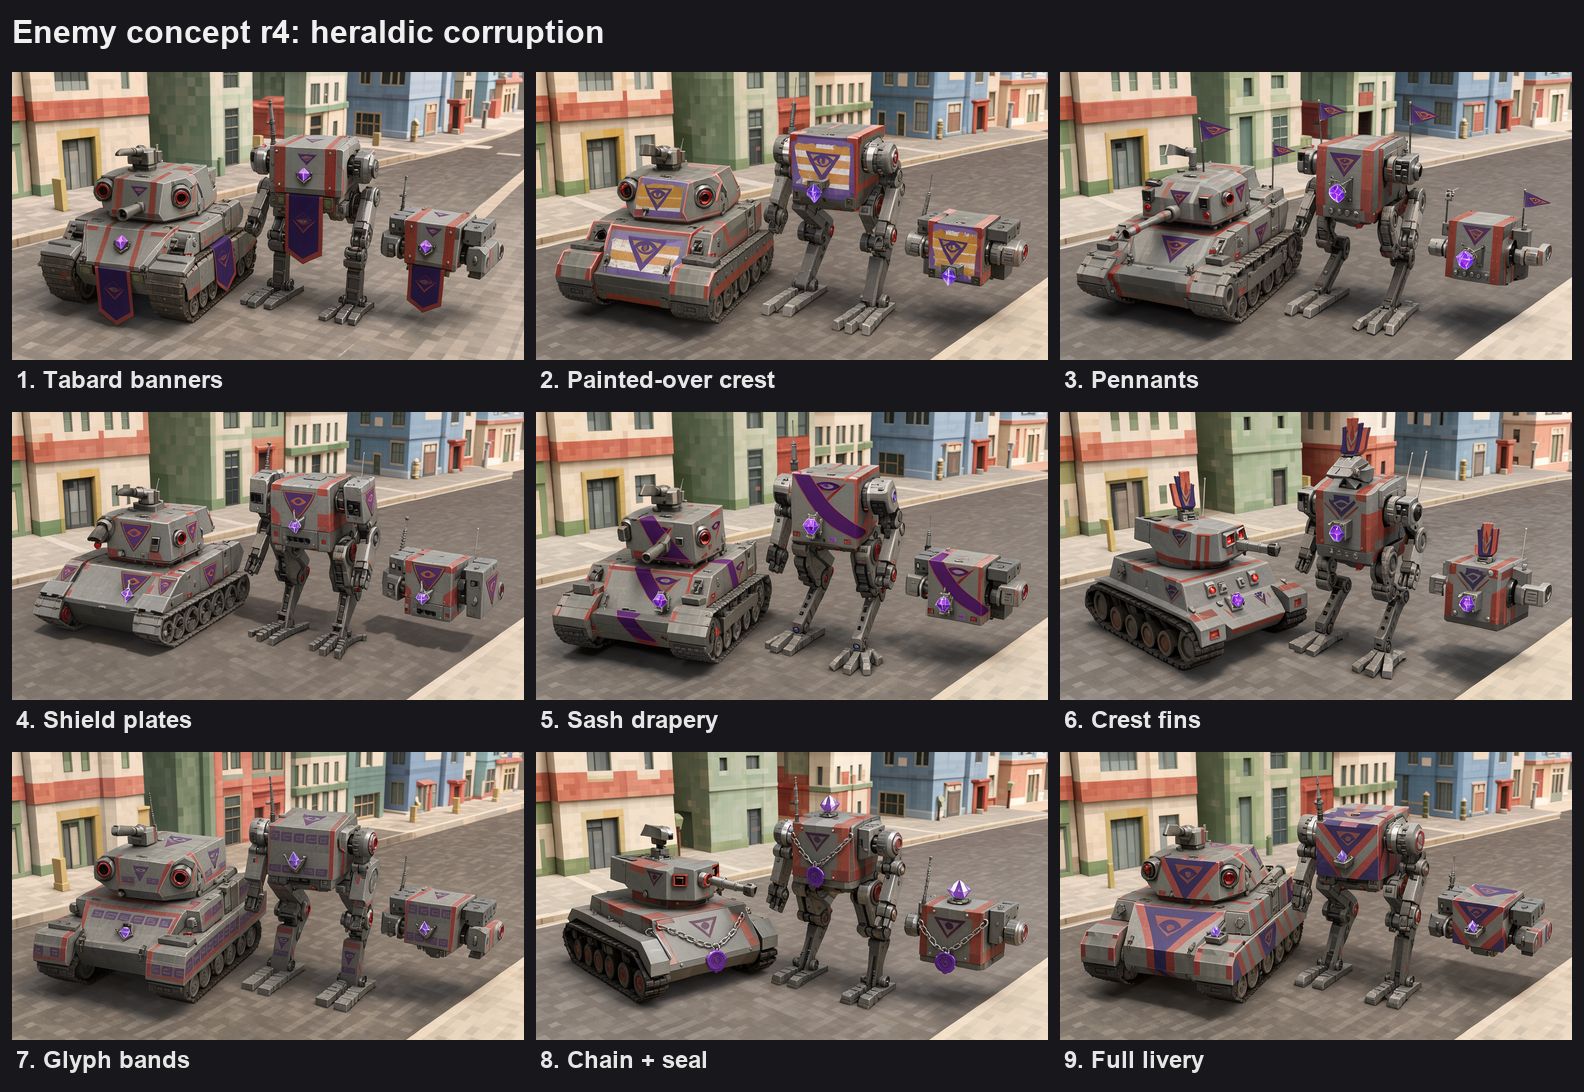 Enemy concept r4: heraldic corruption
1. Tabard banners
2. Painted-over crest
3. Pennants
4. Shield plates
5. Sash drapery
6. Crest fins
7. Glyph bands
8. Chain + seal
9. Full livery